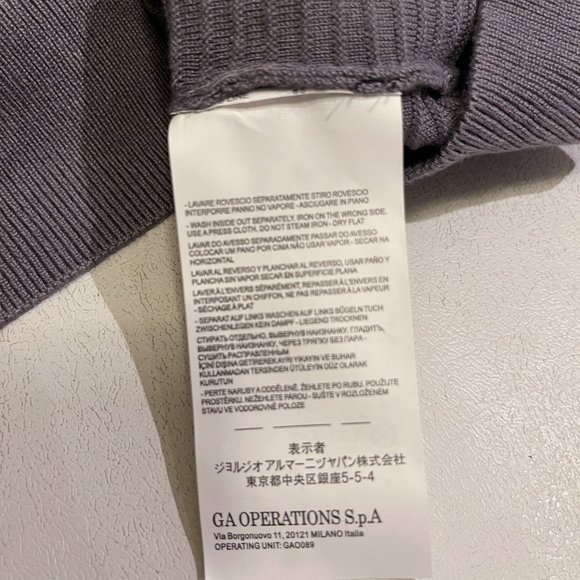 - LAVARE ROVESCIO SEPARATAMENTE STIRO ROVESCIO
INTERPORRE PANNO NO VAPORE - ASCIUGARE IN PIANO
- WASH INSIDE OUT SEPARATELY. IRON ON THE WRONG SIDE,
USE A PRESS CLOTH. DO NOT STEAM IRON - DRY FLAT
LAVAR DO AVESSO SEPARADAMENTE PASSAR DO AVESSO
COLOCAR UM PANO POR CIMA NÃO USAR VAPOR - SECAR NA
HORIZONTAL
LAVAR AL REVERSO Y PLANCHAR AL REVERSO, USAR PAÑO Y
PLANCHA SIN VAPOR SECAR EN SUPERFICIE PLANA
LAVER À L'ENVERS SÉPARÉMENT, REPASSER À L'ENVERS EN
INTERPOSANT UN CHIFFON, NE PAS REPASSER À LA VAPEUR
- SÉCHAGE À PLAT
- SEPARAT AUF LINKS WASCHEN AUF LINKS BÜGELN TUCH
ZWISCHENLEGEN KEIN DAMPF - LIEGEND TROCKNEN
СТИРАТЬ ОТДЕЛЬНО, ВЫВЕРНУВ НАИЗНАНКУ. ГЛАДИТЬ,
ВЫВЕРНУВ НАИЗНАНКУ, ЧЕРЕЗ ТРЯПКУ БЕЗ ПАРА -
СУШИТЬ РАСПРАВЛЕННЫМ
İÇİNİ DIŞINA GETİREREK AYRI YIKAYIN VE BUHAR
KULLANMADAN TERSİNDEN ÜTÜLEYİN DÜZ OLARAK
KURUTUN
- PERTE NARUBY A ODDĚLENĚ. ŽEHLETE PO RUBU, POUŽIJTE
PROSTĚRKU. NEŽEHLETE PÁROU - SUŠTE V ROZLOŽENÉM
STAVU VE VODOROVNÉ POLOZE
表示者
ジョルジオ アルマーニジャパン株式会社
東京都中央区銀座5-5-4
GA OPERATIONS S.p.A
Via Borgonuovo 11, 20121 MILANO Italia
OPERATING UNIT: GAO089